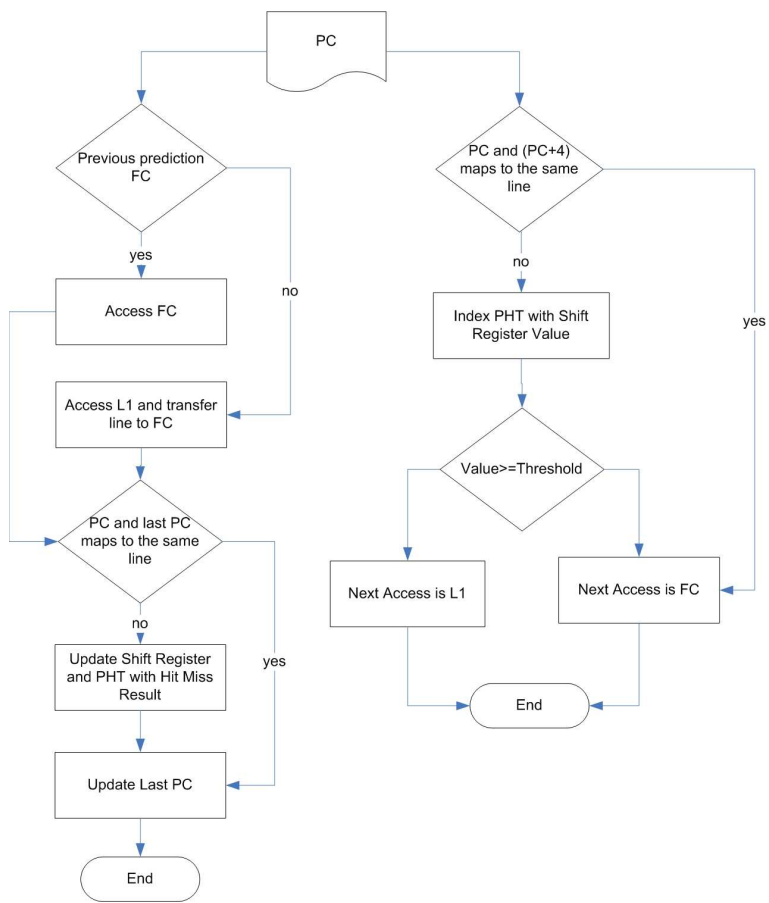 PC
Previous prediction
FC
yes
no
Access FC
Access L1 and transfer
line to FC
PC and last PC
maps to the same
line
no
yes
Update Shift Register
and PHT with Hit Miss
Result
Update Last PC
End
PC and (PC+4)
maps to the same
line
no
yes
Index PHT with Shift
Register Value
Value>=Threshold
Next Access is L1
Next Access is FC
End